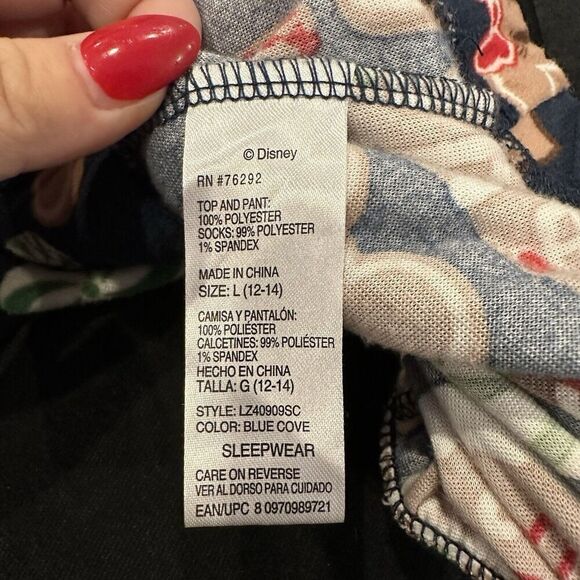 © Disney
RN #76292
TOP AND PANT:
100% POLYESTER
SOCKS: 99% POLYESTER
1% SPANDEX
MADE IN CHINA
SIZE: L (12-14)
CAMISA Y PANTALÓN:
100% POLIÉSTER
CALCETINES: 99% POLIÉSTER
1% SPANDEX
HECHO EN CHINA
TALLA: G (12-14)
STYLE: LZ40909SC
COLOR: BLUE COVE
SLEEPWEAR
CARE ON REVERSE
VER AL DORSO PARA CUIDADO
EAN/UPC 8 0970989721